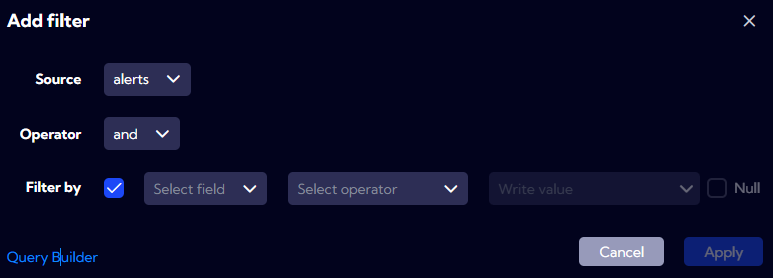 Add filter
Source alerts
Operator and
Filter by Select field Select operator Write value Null
Query Builder Cancel Apply